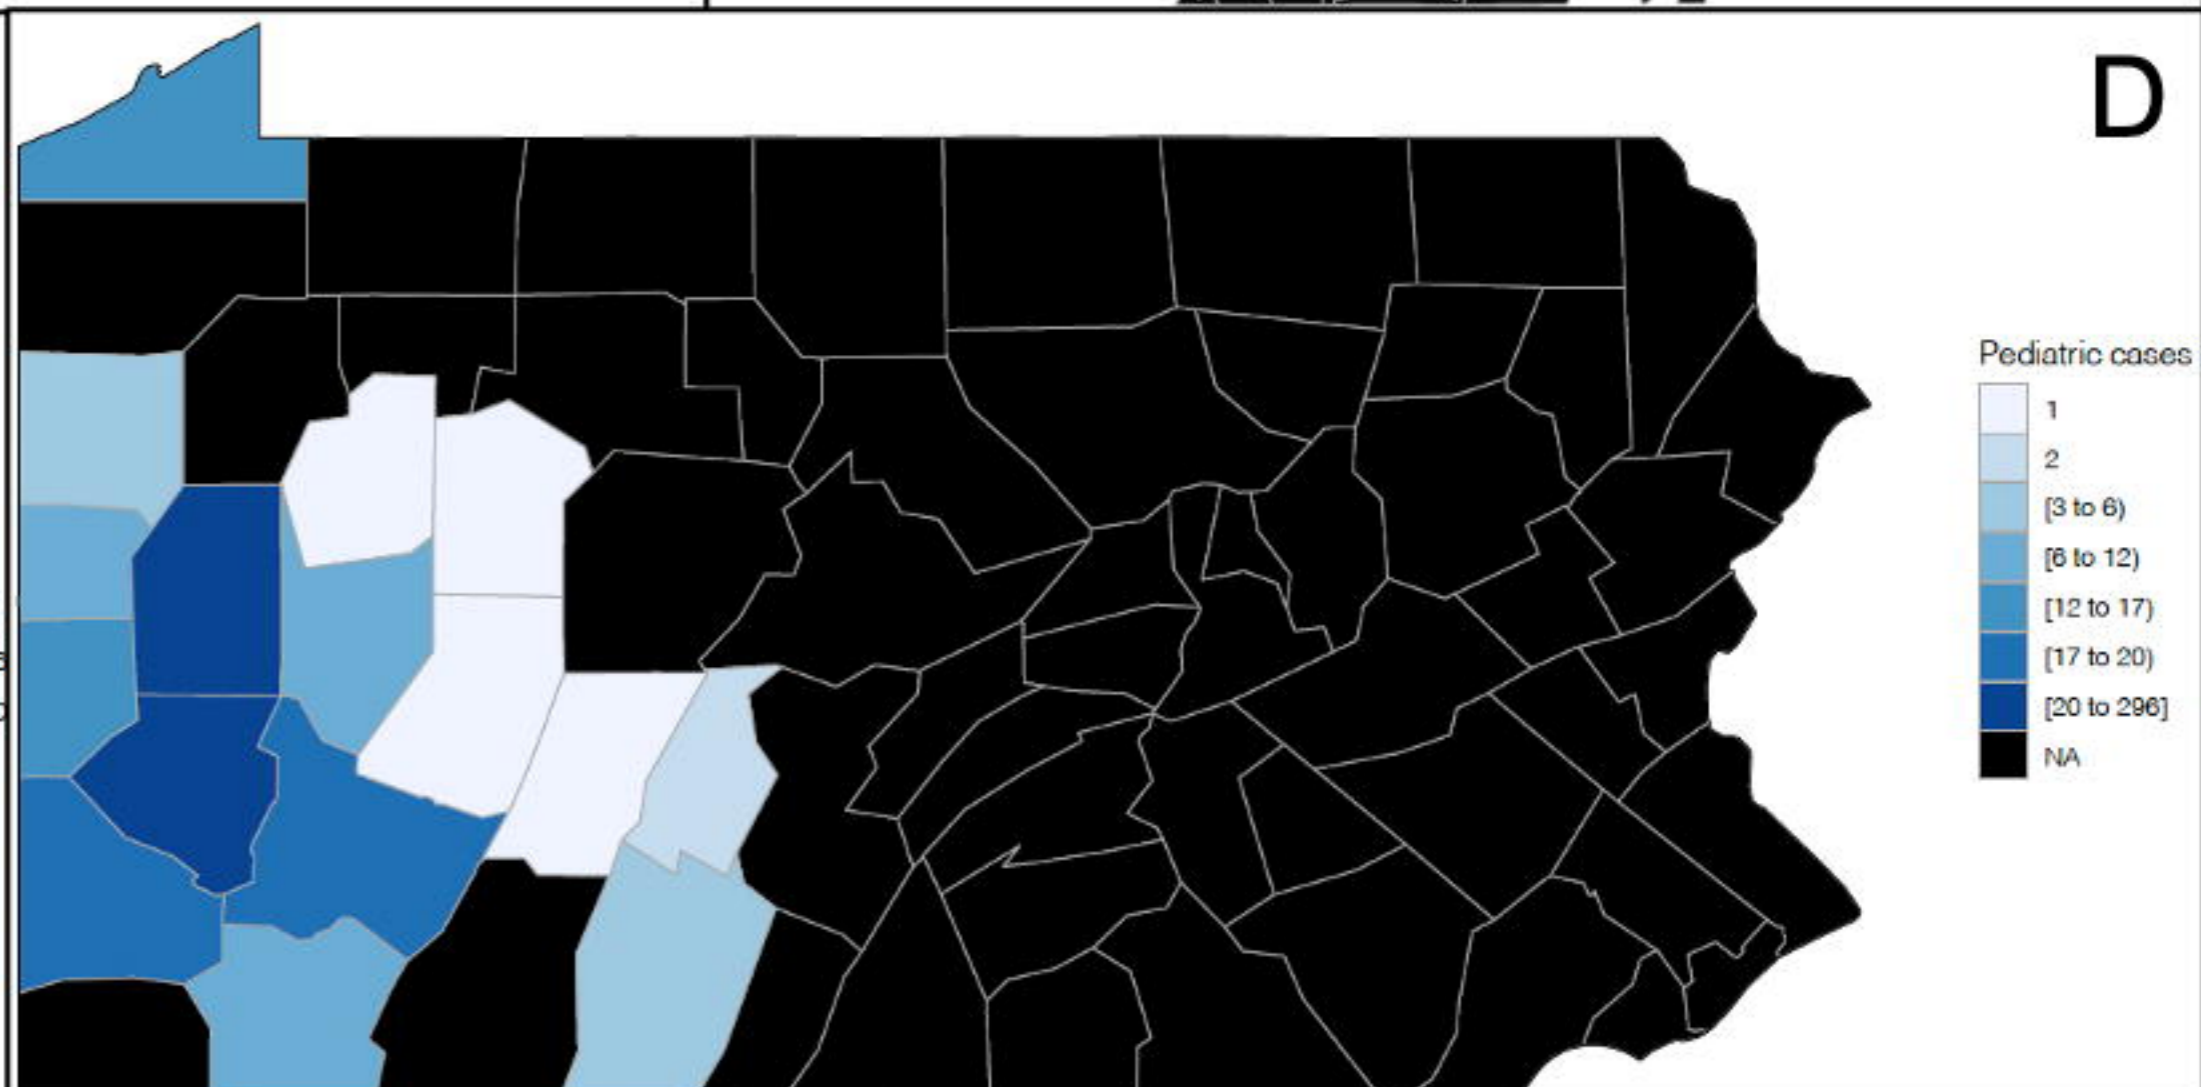 D
Pediatric cases
1
2
[3 to 6)
[6 to 12)
[12 to 17)
[17 to 20)
[20 to 296]
NA